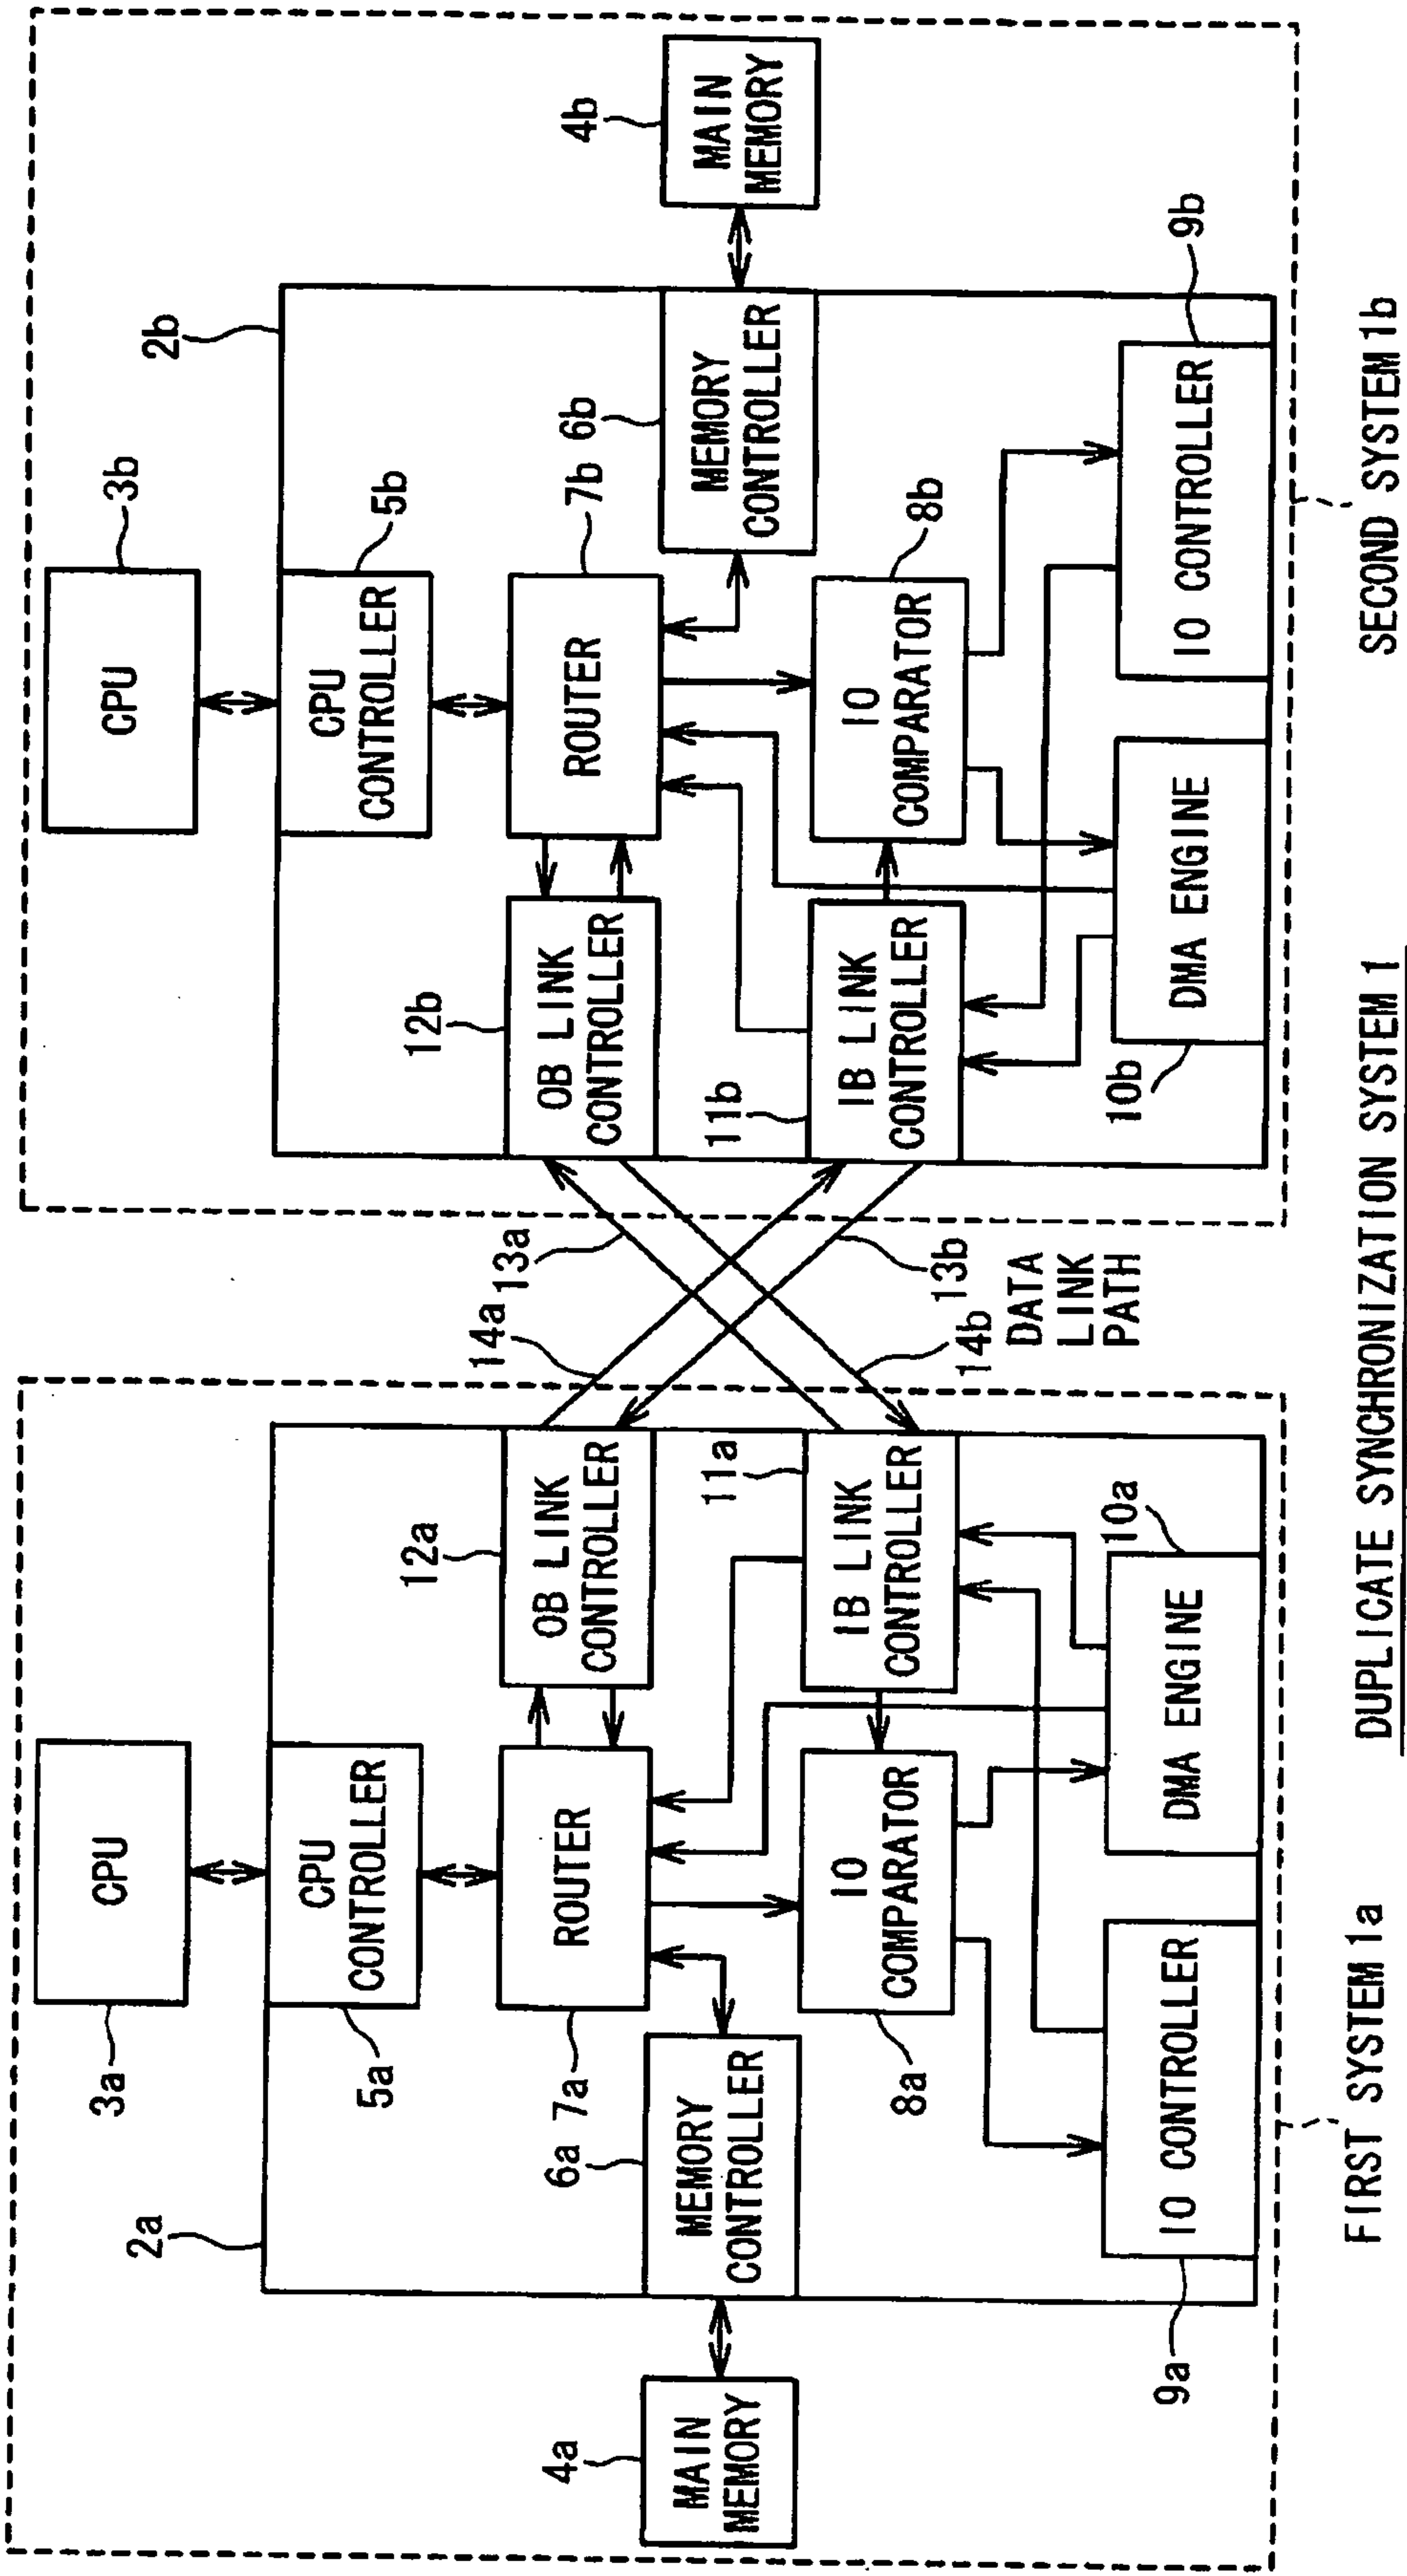 3a
CPU
3b
CPU
2a
2b
5a
CPU
CONTROLLER
5b
CPU
CONTROLLER
4a
MAIN
MEMORY
6a
MEMORY
CONTROLLER
7a
ROUTER
12a
OB LINK
CONTROLLER
14a
13a
12b
OB LINK
CONTROLLER
7b
ROUTER
6b
MEMORY
CONTROLLER
4b
MAIN
MEMORY
8a
IO
COMPARATOR
11a
IB LINK
CONTROLLER
14b
13b
DATA
LINK
PATH
11b
IB LINK
CONTROLLER
IO
COMPARATOR
8b
9a
IO CONTROLLER
DMA ENGINE
10a
10b
DMA ENGINE
IO CONTROLLER
9b
FIRST SYSTEM 1a
SECOND SYSTEM 1b
DUPLICATE SYNCHRONIZATION SYSTEM 1